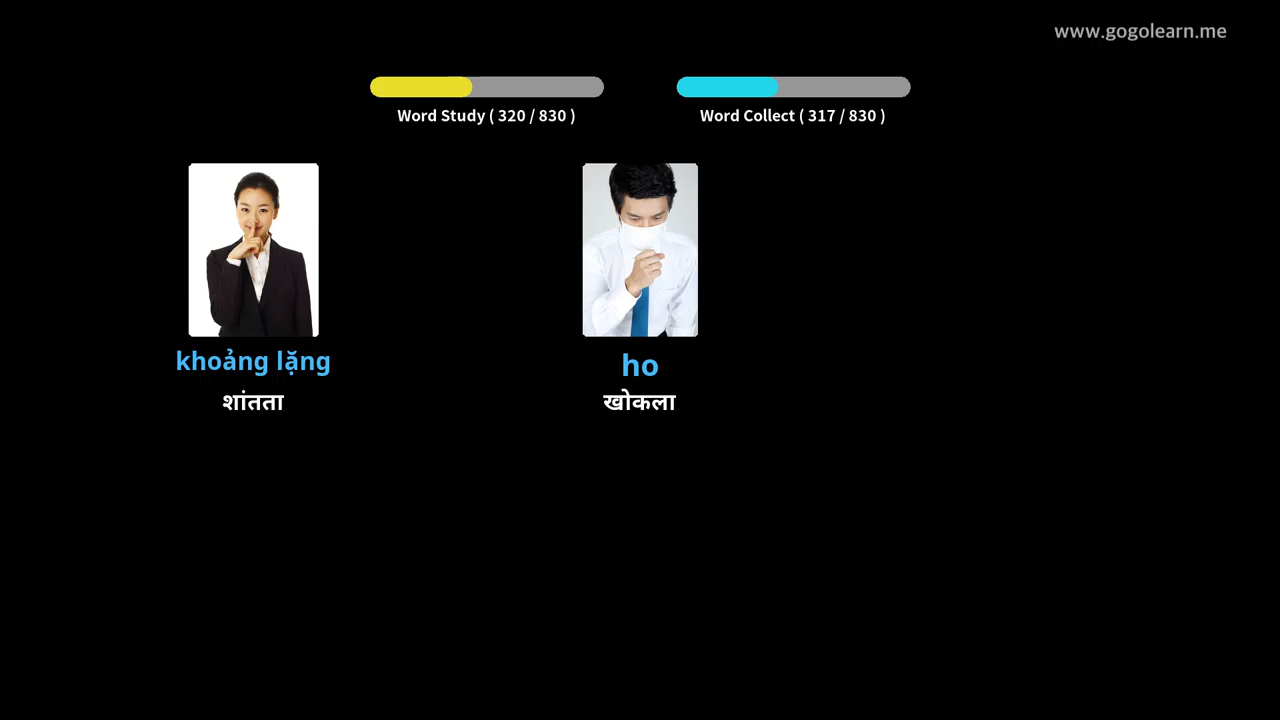 www.gogolearn.me
Word Study ( 320 / 830 )
Word Collect ( 317 / 830 )
khoảng lặng
शांतता
ho
खोकला